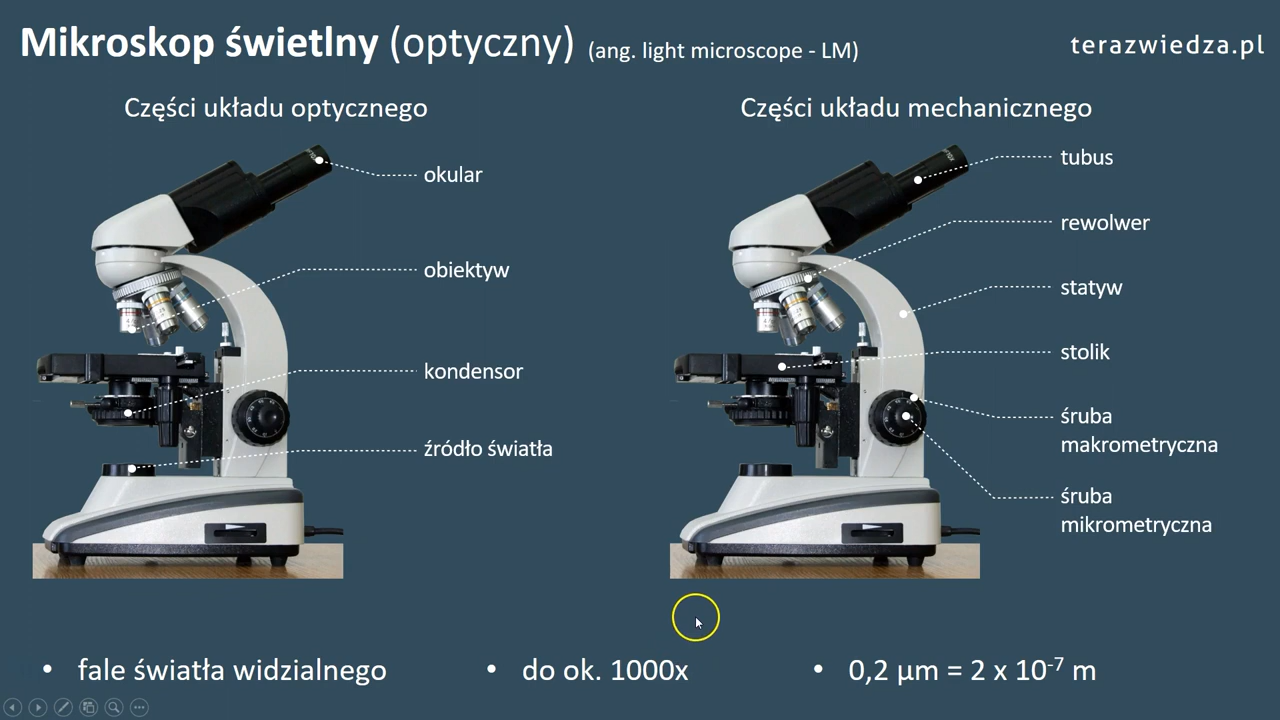 Mikroskop świetlny (optyczny) (ang. light microscope - LM)
terazwiedza.pl
Części układu optycznego
okular
obiektyw
kondensor
źródło światła
Części układu mechanicznego
tubus
rewolwer
statyw
stolik
śruba
makrometryczna
śruba
mikrometryczna
• fale światła widzialnego
• do ok. 1000x
• 0,2 µm = 2 x 10⁻⁷ m